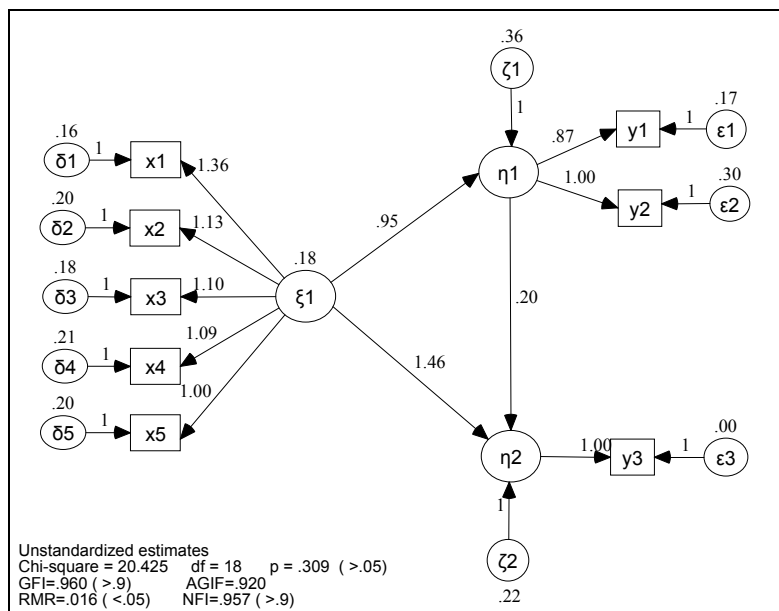 .36
ζ1
1
.16
δ1
1
x1
1.36
.17
.87
y1
1
ε1
η1
1.00
.30
y2
1
ε2
.20
δ2
1
x2
1.13
.95
.18
δ3
1
x3
1.10
.18
ξ1
.20
.21
δ4
1
x4
1.09
1.46
1.00
.20
δ5
1
x5
.00
η2
1.00
y3
1
ε3
1
ζ2
.22
Unstandardized estimates
Chi-square = 20.425 df = 18 p = .309 ( >.05)
GFI=.960 ( >.9) AGIF=.920
RMR=.016 ( <.05) NFI=.957 ( >.9)